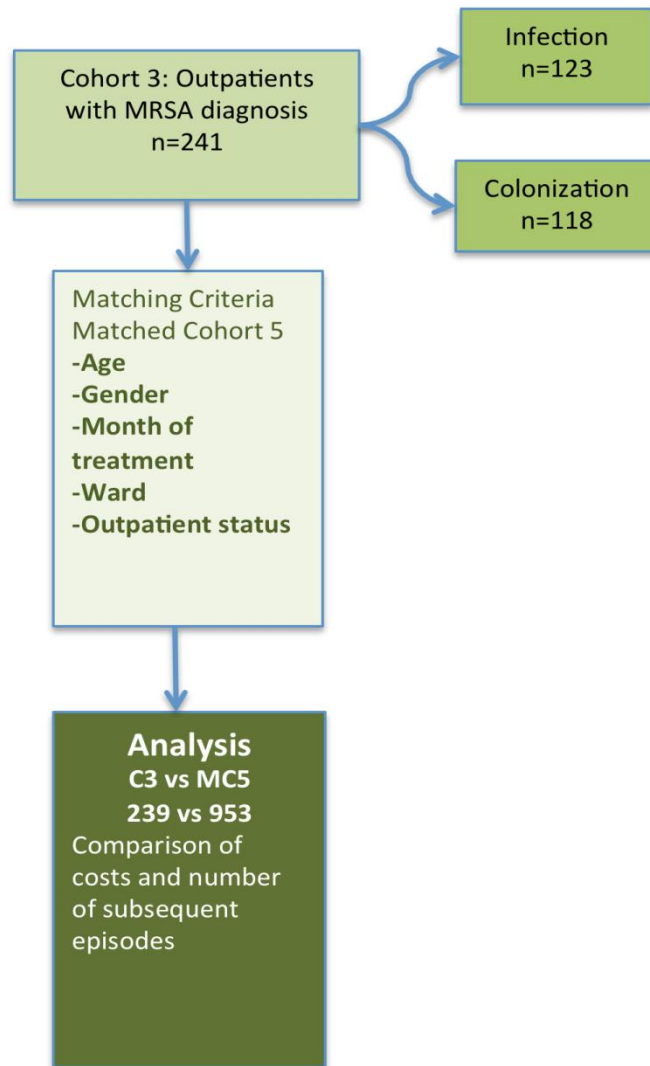 Cohort 3: Outpatients
with MRSA diagnosis
n=241
Infection
n=123
Colonization
n=118
Matching Criteria
Matched Cohort 5
-Age
-Gender
-Month of
treatment
-Ward
-Outpatient status
Analysis
C3 vs MC5
239 vs 953
Comparison of
costs and number
of subsequent
episodes